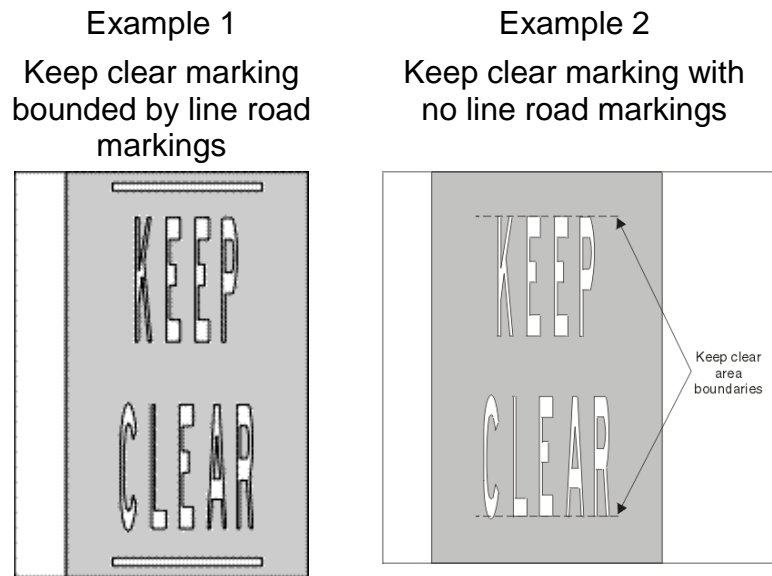 Example 1
Keep clear marking
bounded by line road
markings
KEEP
CLEAR
Example 2
Keep clear marking with
no line road markings
KEEP
CLEAR
Keep clear
area
boundaries